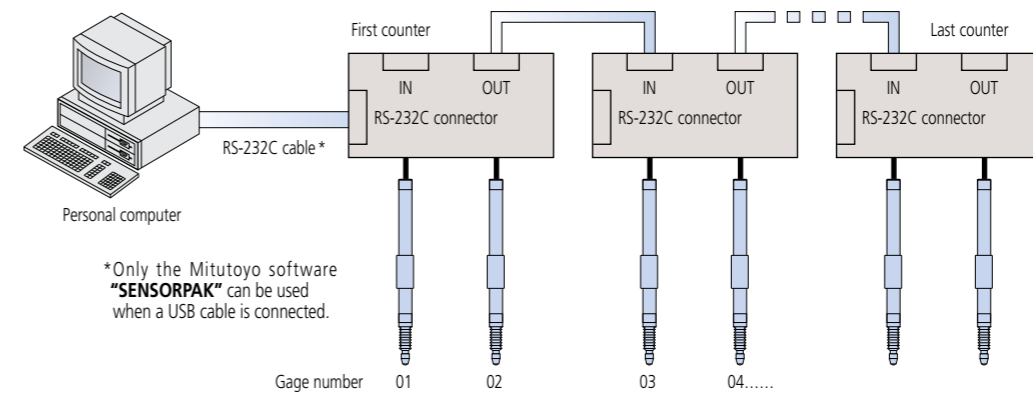 First counter
Last counter
IN OUT
IN OUT
IN OUT
RS-232C connector
RS-232C connector
RS-232C connector
RS-232C cable*
Personal computer
*Only the Mitutoyo software
"SENSORPAK" can be used
when a USB cable is connected.
Gage number 01 02 03 04......